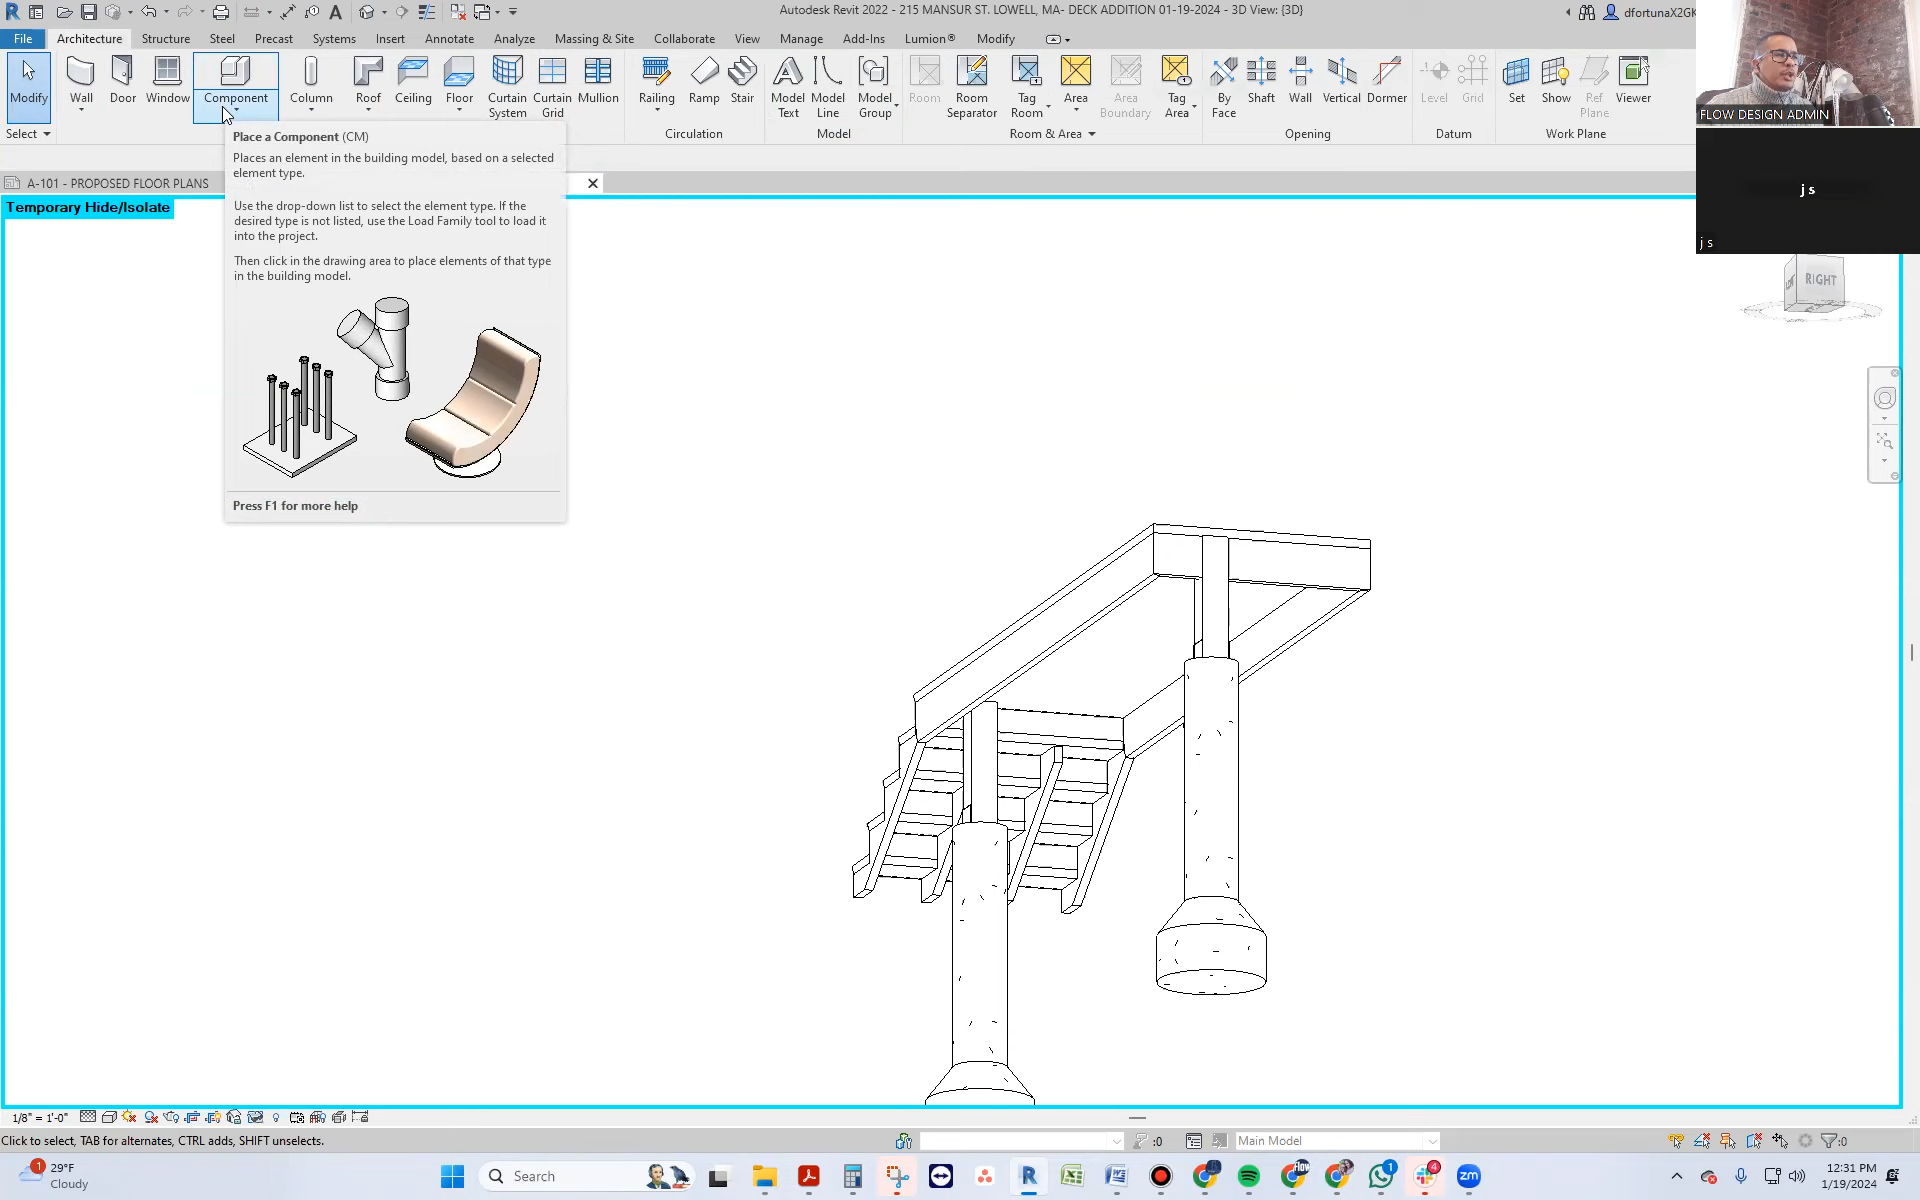 Autodesk Revit 2022 - 215 MANSUR ST. LOWELL, MA- DECK ADDITION 01-19-2024 - 3D View: {3D}
dfortunaX2GK
File Architecture Structure Steel Precast Systems Insert Annotate Analyze Massing & Site Collaborate View Manage Add-Ins Lumion® Modify
Modify
Wall
Door
Window
Component
Column
Roof
Ceiling
Floor
Curtain System
Curtain Grid
Mullion
Railing
Ramp
Stair
Model Text
Model Line
Model Group
Room
Room Separator
Tag Room
Area
Area Boundary
Tag Area
By Face
Shaft
Wall
Vertical
Dormer
Level
Grid
Set
Show
Ref Plane
Viewer
Select
Circulation
Model
Room & Area
Opening
Datum
Work Plane
FLOW DESIGN ADMIN
j s
j s
Place a Component (CM)
Places an element in the building model, based on a selected
element type.
Use the drop-down list to select the element type. If the
desired type is not listed, use the Load Family tool to load it
into the project.
Then click in the drawing area to place elements of that type
in the building model.
Press F1 for more help
A-101 - PROPOSED FLOOR PLANS
Temporary Hide/Isolate
RIGHT
1/8" = 1'-0"
Click to select, TAB for alternates, CTRL adds, SHIFT unselects.
:0
Main Model
:0
1
29°F
Cloudy
Search
Flow
1
4
zm
12:31 PM
1/19/2024